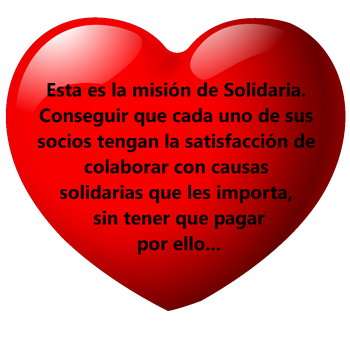 Esta es la misión de Solidaria.
Conseguir que cada uno de sus
socios tengan la satisfacción de
colaborar con causas
solidarias que les importa,
sin tener que pagar
por ello...